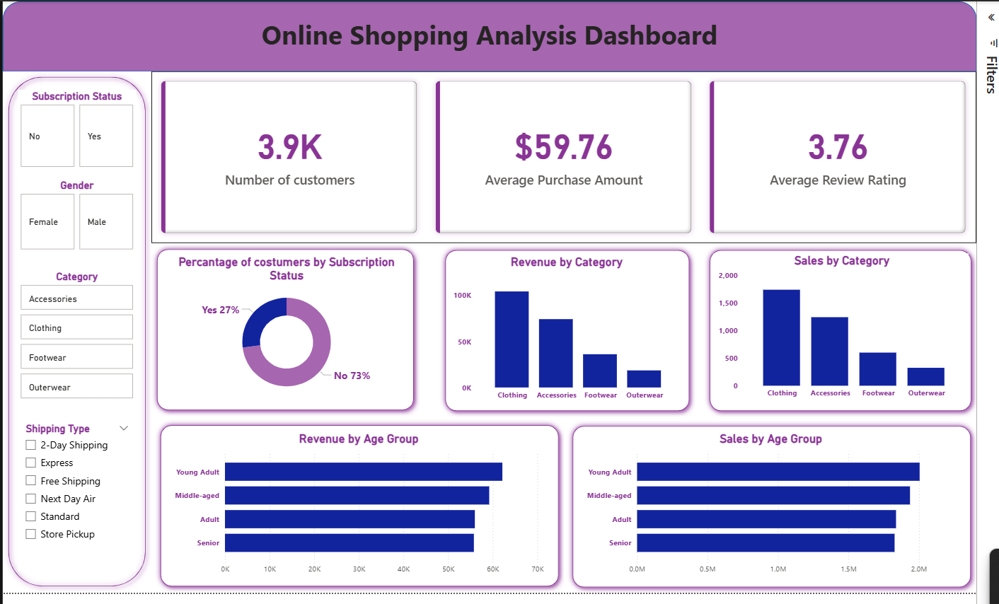 Online Shopping Analysis Dashboard
Filters
Subscription Status
No
Yes
Gender
Female
Male
Category
Accessories
Clothing
Footwear
Outerwear
Shipping Type
2-Day Shipping
Express
Free Shipping
Next Day Air
Standard
Store Pickup
3.9K
Number of customers
$59.76
Average Purchase Amount
3.76
Average Review Rating
Percantage of costumers by Subscription
Status
Yes 27%
No 73%
Revenue by Category
100K
50K
0K
Clothing Accessories Footwear Outerwear
Sales by Category
2,000
1,500
1,000
500
0
Clothing Accessories Footwear Outerwear
Revenue by Age Group
Young Adult
Middle-aged
Adult
Senior
0K 10K 20K 30K 40K 50K 60K 70K
Sales by Age Group
Young Adult
Middle-aged
Adult
Senior
0.0M 0.5M 1.0M 1.5M 2.0M